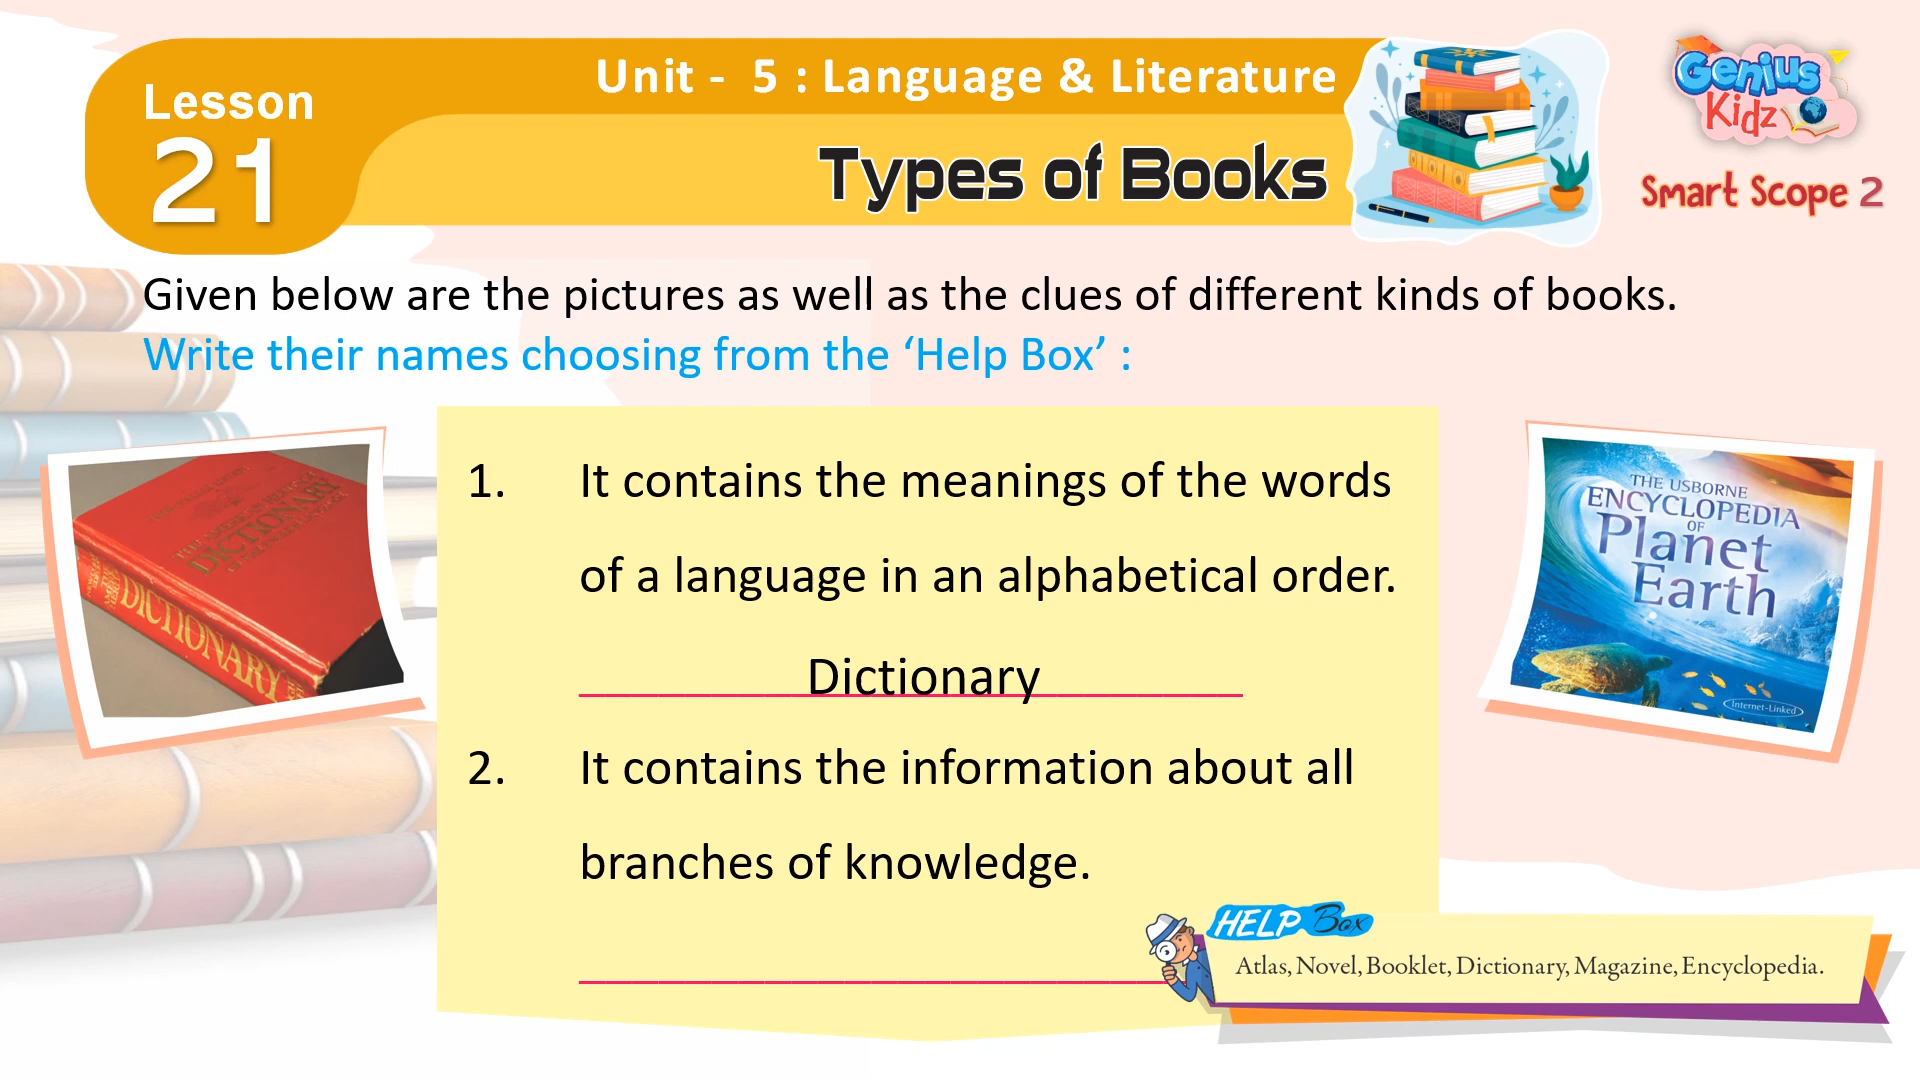 Lesson
21
Unit - 5 : Language & Literature
Types of Books
Genius
Kidz
Smart Scope 2
Given below are the pictures as well as the clues of different kinds of books.
Write their names choosing from the ‘Help Box’ :
DICTIONARY
DICTIONARY
1. It contains the meanings of the words
of a language in an alphabetical order.
Dictionary
2. It contains the information about all
branches of knowledge.
THE USBORNE
ENCYCLOPEDIA
OF
Planet
Earth
Internet-Linked
HELP Box
Atlas, Novel, Booklet, Dictionary, Magazine, Encyclopedia.